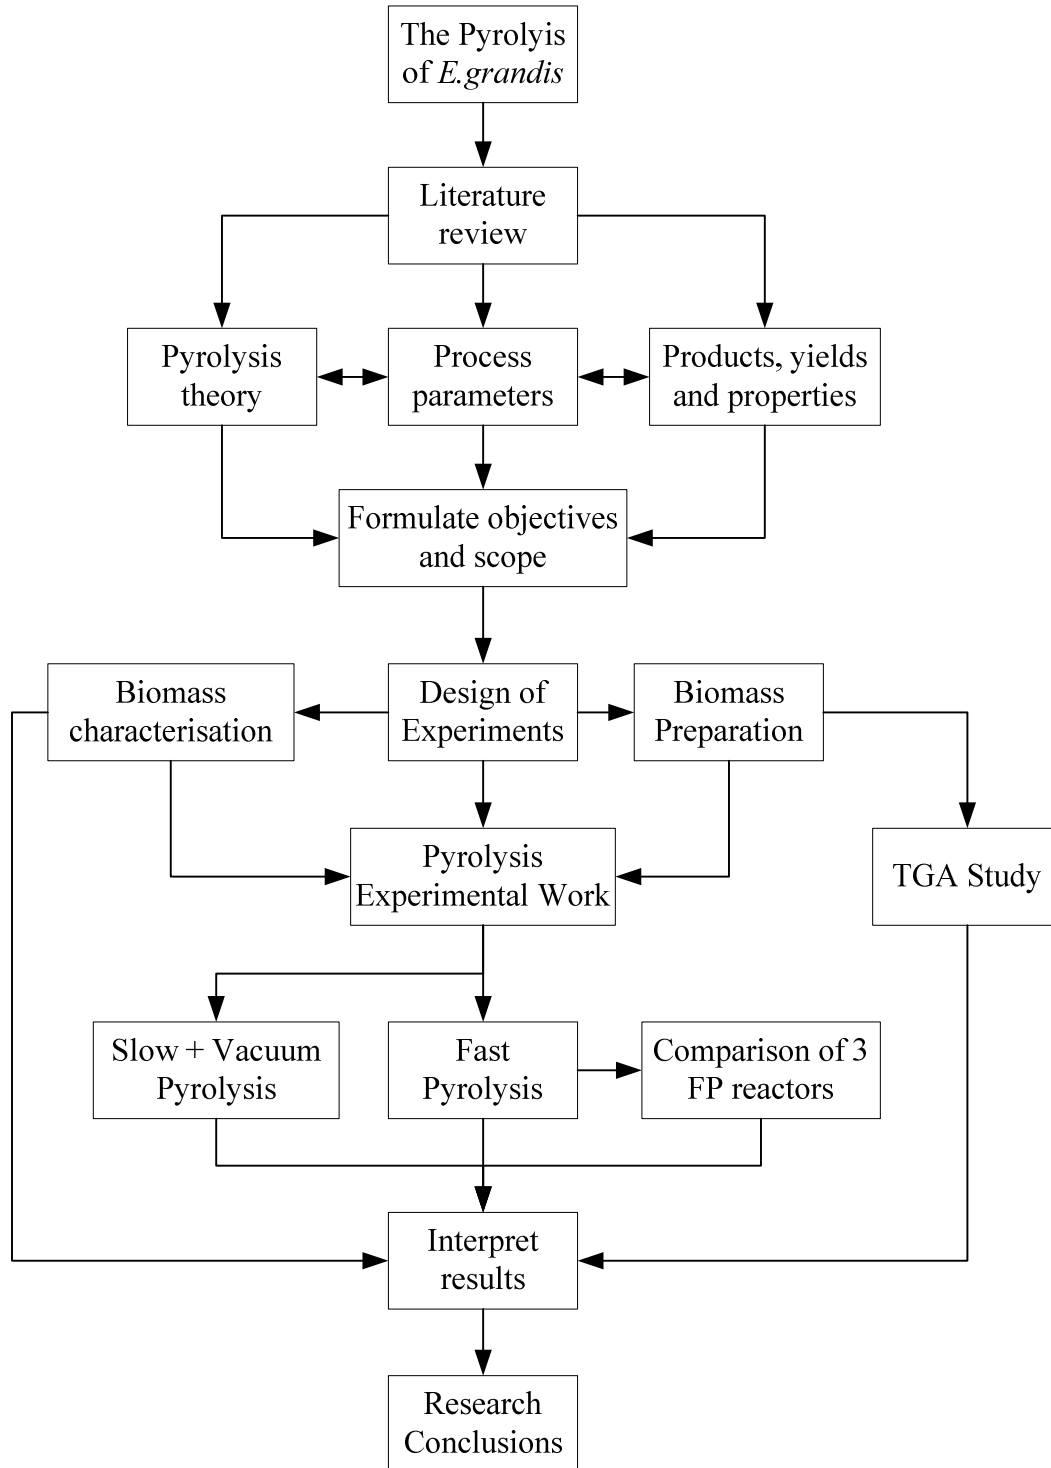 The Pyrolyis
of E.grandis
Literature
review
Pyrolysis
theory
Process
parameters
Products, yields
and properties
Formulate objectives
and scope
Biomass
characterisation
Design of
Experiments
Biomass
Preparation
Pyrolysis
Experimental Work
TGA Study
Slow + Vacuum
Pyrolysis
Fast
Pyrolysis
Comparison of 3
FP reactors
Interpret
results
Research
Conclusions